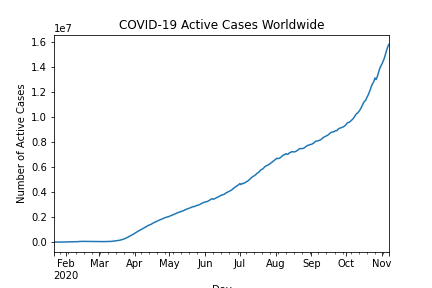 COVID-19 Active Cases Worldwide
1e7
1.6
1.4
1.2
1.0
0.8
0.6
0.4
0.2
0.0
Number of Active Cases
Feb Mar Apr May Jun Jul Aug Sep Oct Nov
2020